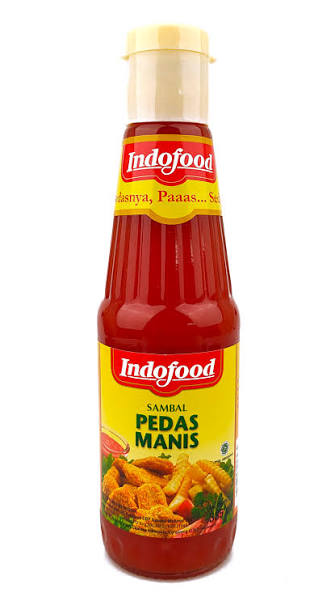 Indofood
dasnya, Paaas... Se
Indofood
SAMBAL
PEDAS
MANIS